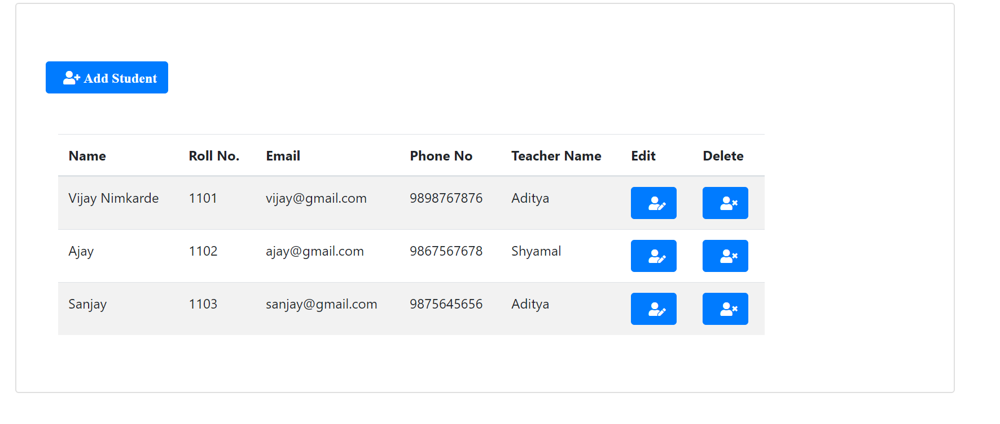 Add Student
Name Roll No. Email Phone No Teacher Name Edit Delete
Vijay Nimkarde 1101 vijay@gmail.com 9898767876 Aditya
Ajay 1102 ajay@gmail.com 9867567678 Shyamal
Sanjay 1103 sanjay@gmail.com 9875645656 Aditya